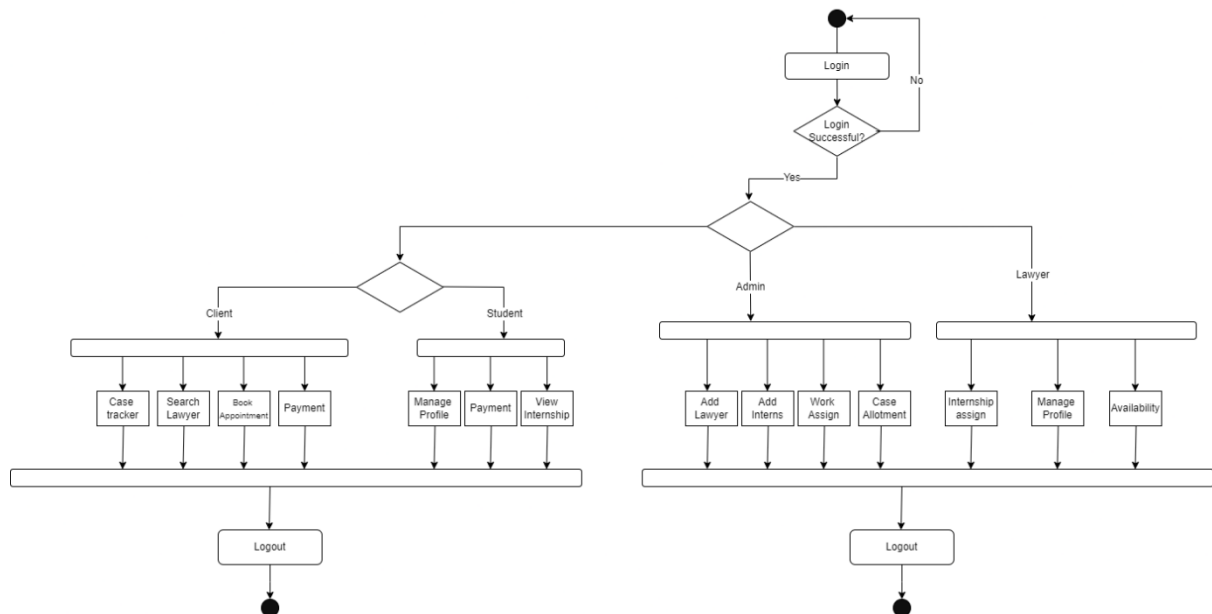 Login
No
Login
Successful?
Yes
Client
Student
Admin
Lawyer
Case
tracker
Search
Lawyer
Book
Appointment
Payment
Manage
Profile
Payment
View
Internship
Add
Lawyer
Add
Interns
Work
Assign
Case
Allotment
Internship
assign
Manage
Profile
Availability
Logout
Logout